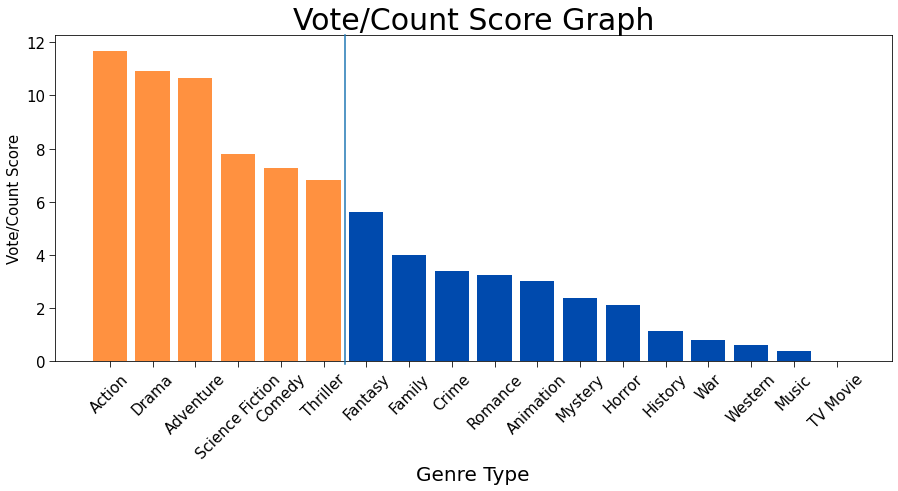 Vote/Count Score Graph
Vote/Count Score
12
10
8
6
4
2
0
Action
Drama
Adventure
Science Fiction
Comedy
Thriller
Fantasy
Family
Crime
Romance
Animation
Mystery
Horror
History
War
Western
Music
TV Movie
Genre Type